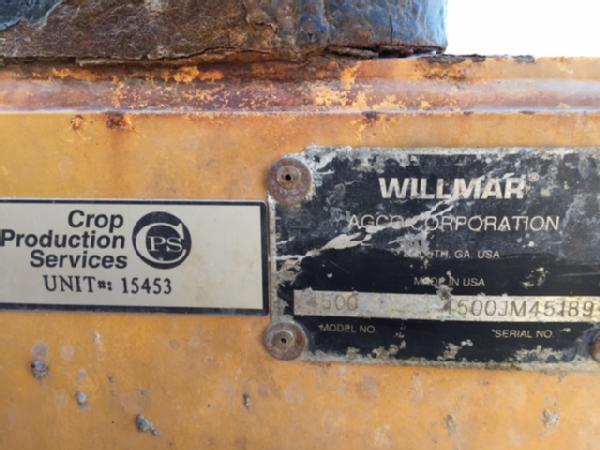 Crop
Production
Services
CPS
UNIT#: 15453
WILLMAR®
AGCO CORPORATION
GA. USA
MADE IN USA
4500 4500JM45189
MODEL NO. SERIAL NO.